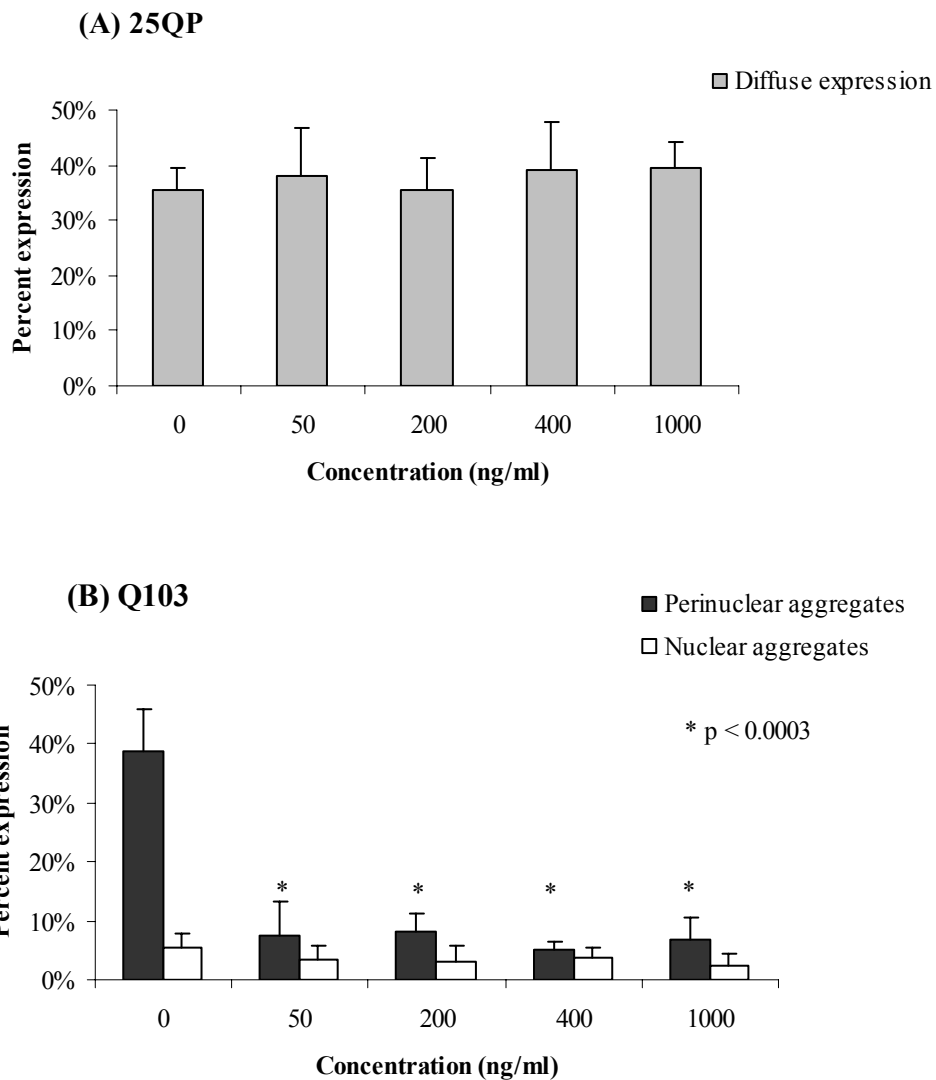 (A) 25QP
Diffuse expression
50%
40%
30%
20%
10%
0%
Percent expression
0 50 200 400 1000
Concentration (ng/ml)
(B) Q103
Perinuclear aggregates
Nuclear aggregates
* p < 0.0003
50%
40%
30%
20%
10%
0%
Percent expression
* * * *
0 50 200 400 1000
Concentration (ng/ml)